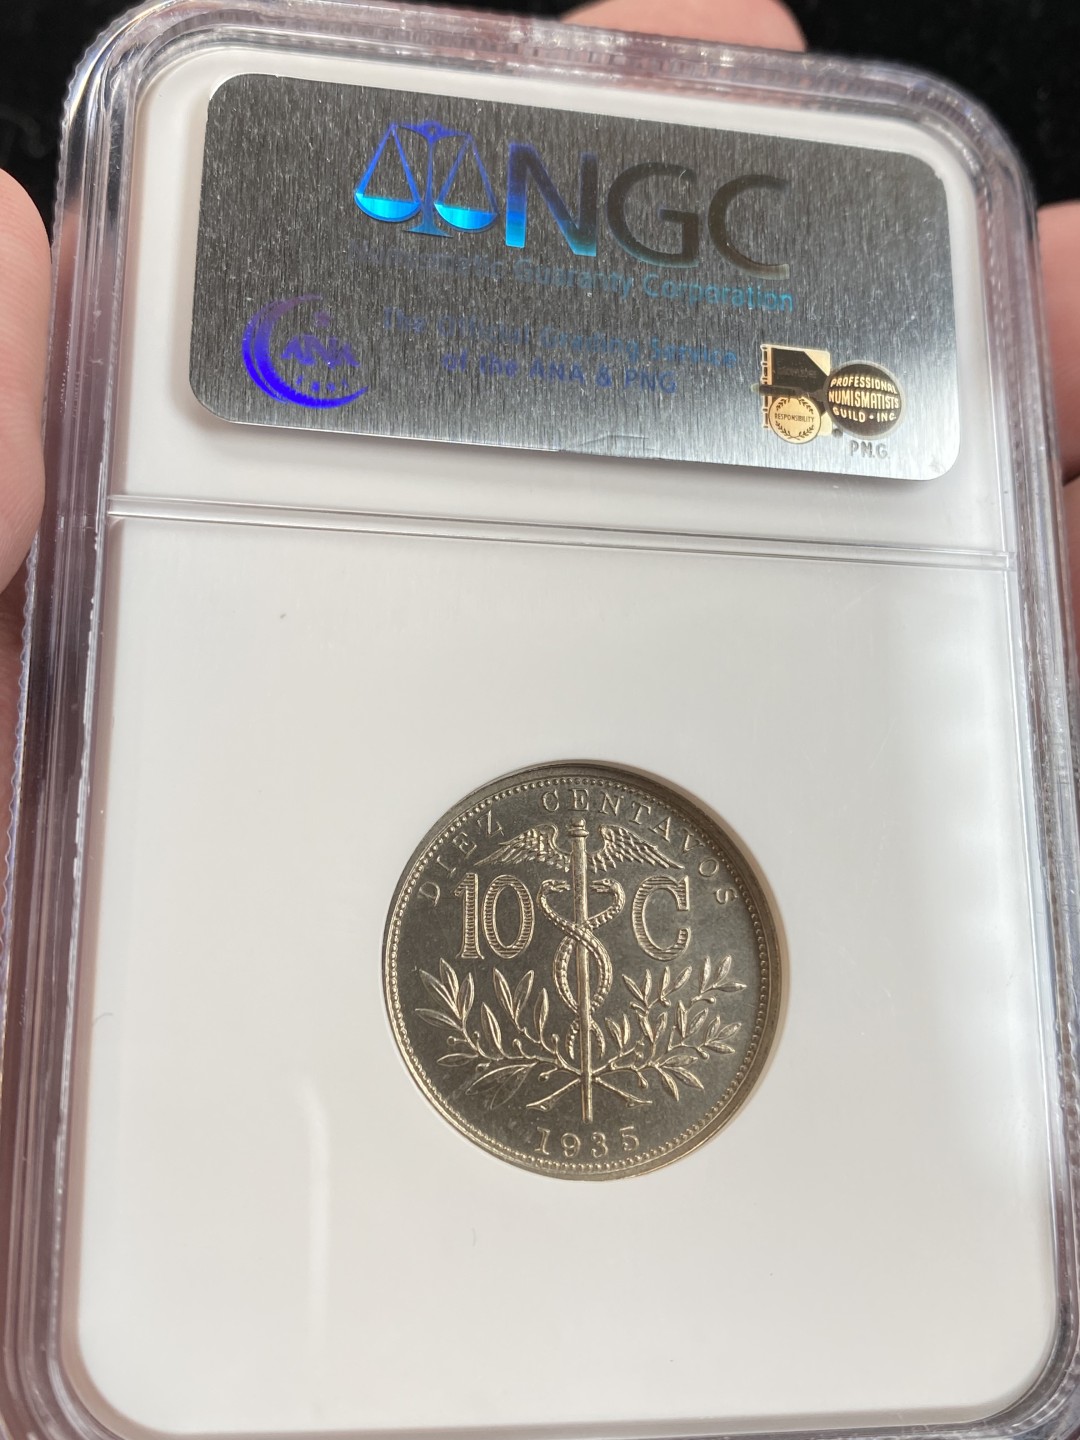 NGC
Numismatic Guaranty Corporation
The Official Grading Service
of the ANA & PNG
ANA
RESPONSIBILITY
PROFESSIONAL
NUMISMATISTS
GUILD • INC.
P.N.G.
DIEZ CENTAVOS
10 C
1935